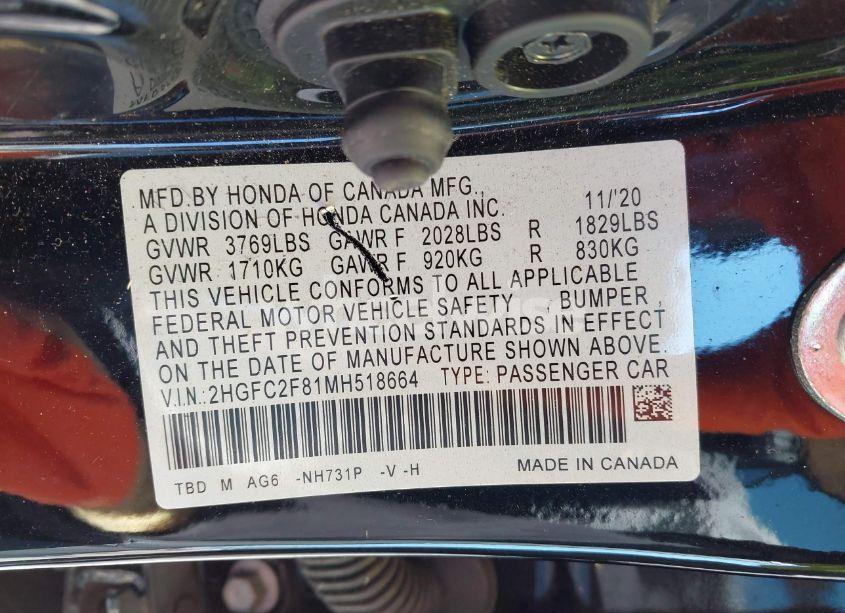 MFD.BY HONDA OF CANADA MFG.,
A DIVISION OF HONDA CANADA INC. 11/'20
GVWR 3769LBS GAWR F 2028LBS R 1829LBS
GVWR 1710KG GAWR F 920KG R 830KG
THIS VEHICLE CONFORMS TO ALL APPLICABLE
FEDERAL MOTOR VEHICLE SAFETY , BUMPER ,
AND THEFT PREVENTION STANDARDS IN EFFECT
ON THE DATE OF MANUFACTURE SHOWN ABOVE.
V.I.N.:2HGFC2F81MH518664 TYPE: PASSENGER CAR
TBD M AG6 -NH731P -V -H MADE IN CANADA